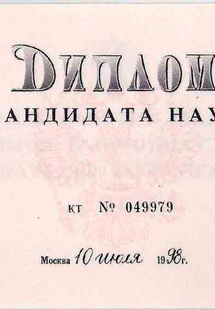 ДИПЛОМ
АНДИДАТА НАУ
КТ № 049979
Москва 10 июля 1998г.